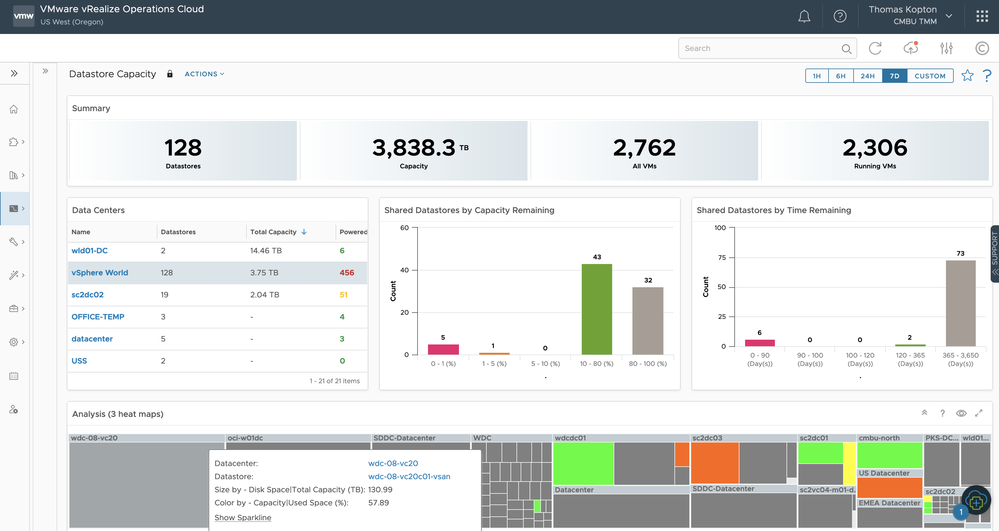 vmw
VMware vRealize Operations Cloud
US West (Oregon)
Thomas Kopton
CMBU TMM
Search
Datastore Capacity
ACTIONS
1H
6H
24H
7D
CUSTOM
Summary
128
Datastores
3,838.3 TB
Capacity
2,762
All VMs
2,306
Running VMs
Data Centers
Name Datastores Total Capacity Powered
wld01-DC 2 14.46 TB 6
vSphere World 128 3.75 TB 456
sc2dc02 19 2.04 TB 51
OFFICE-TEMP 3 - 4
datacenter 5 - 3
USS 2 - 0
1 - 21 of 21 items
Shared Datastores by Capacity Remaining
60
40
20
0
Count
5
1
0
43
32
0 - 1 (%)
1 - 5 (%)
5 - 10 (%)
10 - 80 (%)
80 - 100 (%)
.
Shared Datastores by Time Remaining
100
75
50
25
0
Count
6
0
0
2
73
0 - 90
(Day(s))
90 - 100
(Day(s))
100 - 120
(Day(s))
120 - 365
(Day(s))
365 - 3,650
(Day(s))
.
SUPPORT
Analysis (3 heat maps)
wdc-08-vc20
oci-w01dc
SDDC-Datacenter
WDC
wdcdc01
sc2dc03
sc2dc01
cmbu-north
PKS-DC...
wld01...
US Datacenter
Datacenter
SDDC-Datacenter
sc2vc04-m01-d.
sc2dc02
EMEA Datacenter
1
Datacenter: wdc-08-vc20
Datastore: wdc-08-vc20c01-vsan
Size by - Disk Space|Total Capacity (TB): 130.99
Color by - Capacity|Used Space (%): 57.89
Show Sparkline